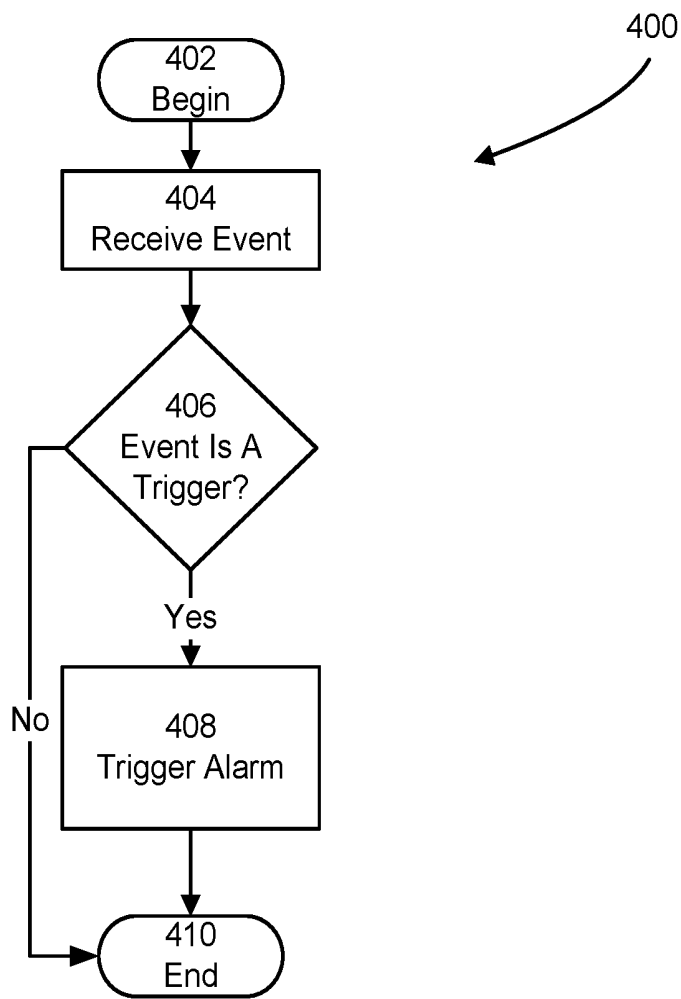 400
402
Begin
404
Receive Event
406
Event Is A
Trigger?
Yes
No
408
Trigger Alarm
410
End